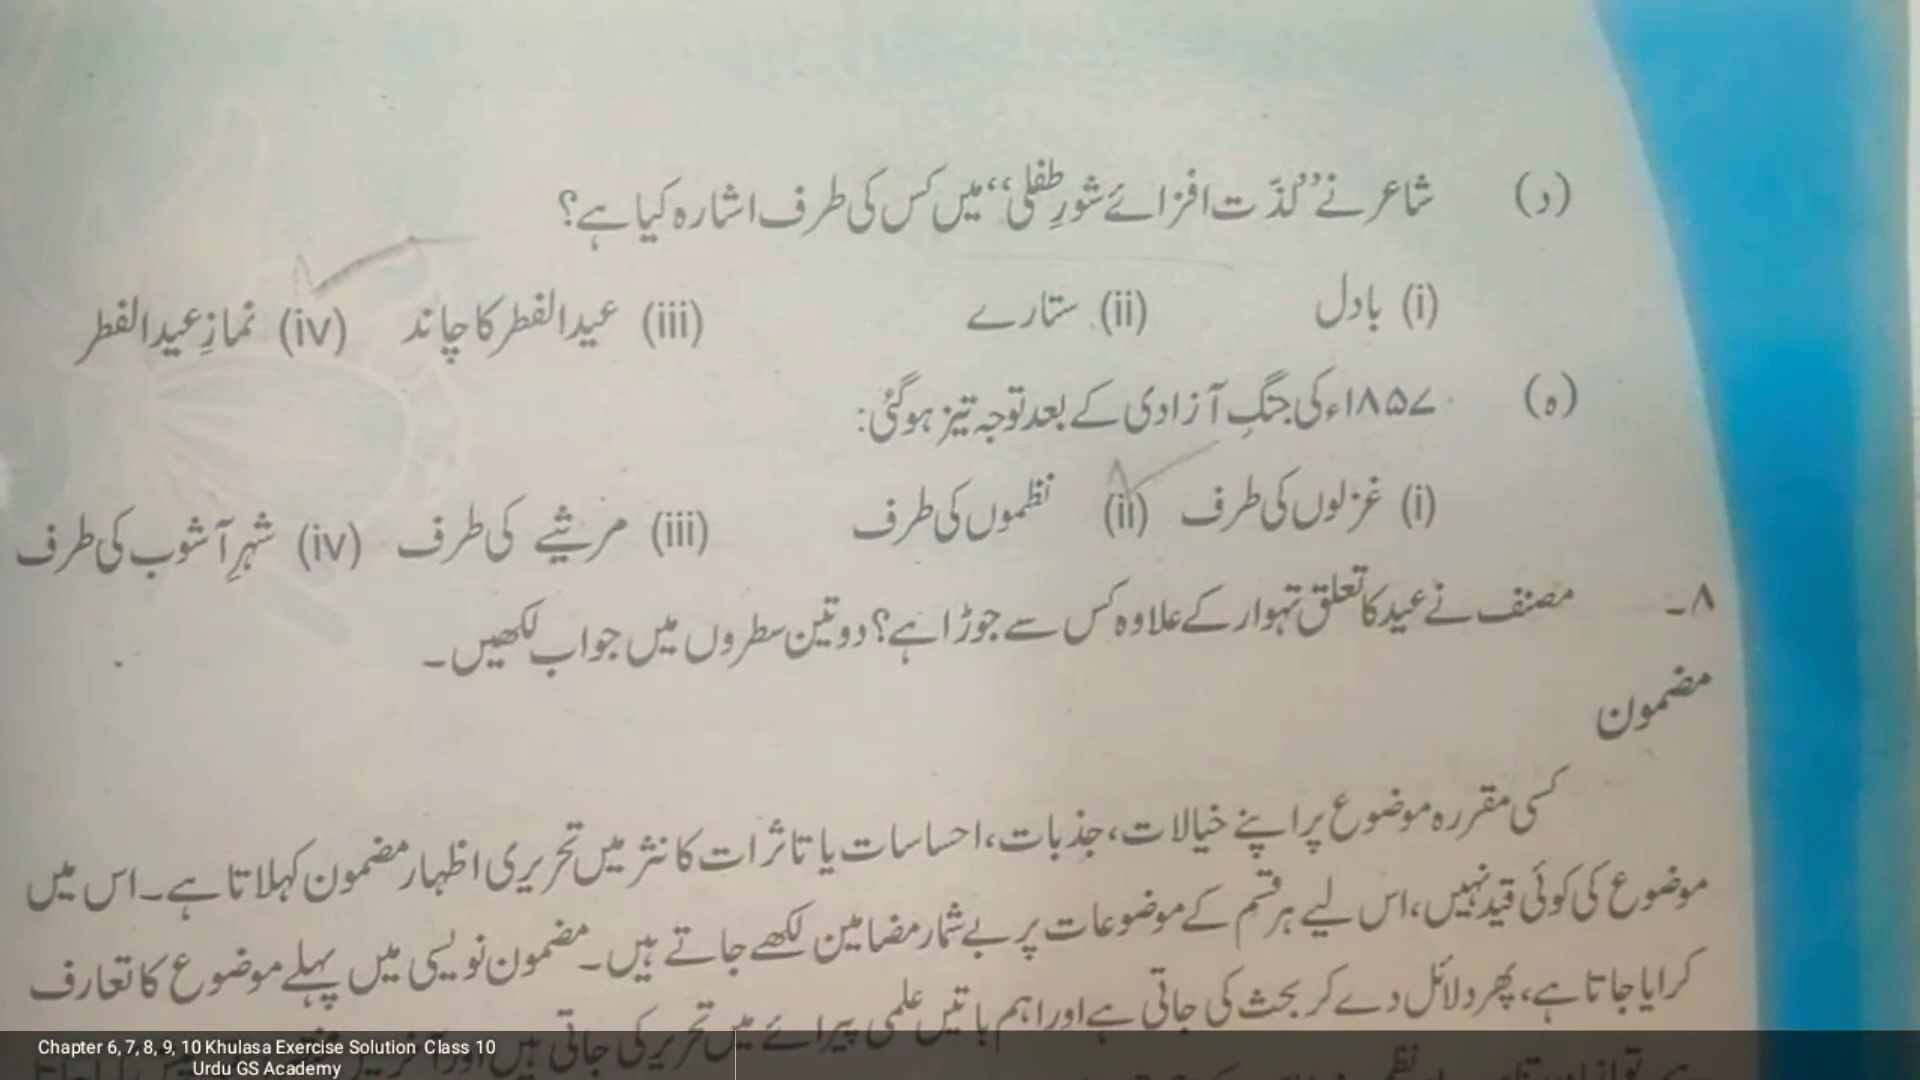 (د) شاعر نے ’’لذّت افزائے شورِ طفلی‘‘ میں کس کی طرف اشارہ کیا ہے؟
(i) بادل (ii) ستارے (iii) عیدالفطر کا چاند (iv) نمازِ عیدالفطر
(ہ) ۱۸۵۷ء کی جنگِ آزادی کے بعد توجہ تیز ہوگئی:
(i) غزلوں کی طرف (ii) نظموں کی طرف (iii) مرثیے کی طرف (iv) شہرِ آشوب کی طرف
۸۔ مصنف نے عید کا تعلق تہوار کے علاوہ کس سے جوڑا ہے؟ دو تین سطروں میں جواب لکھیں۔
مضمون
کسی مقررہ موضوع پر اپنے خیالات، جذبات، احساسات یا تاثرات کا نثر میں تحریری اظہار مضمون کہلاتا ہے۔ اس میں
موضوع کی کوئی قید نہیں، اس لیے ہر قسم کے موضوعات پر بے شمار مضامین لکھے جاتے ہیں۔ مضمون نویسی میں پہلے موضوع کا تعارف
کرایا جاتا ہے، پھر دلائل دے کر بحث کی جاتی ہے اور اہم باتیں علمی پیرائے میں تحریر کی جاتی ہیں
Chapter 6, 7, 8, 9, 10 Khulasa Exercise Solution Class 10
Urdu GS Academy